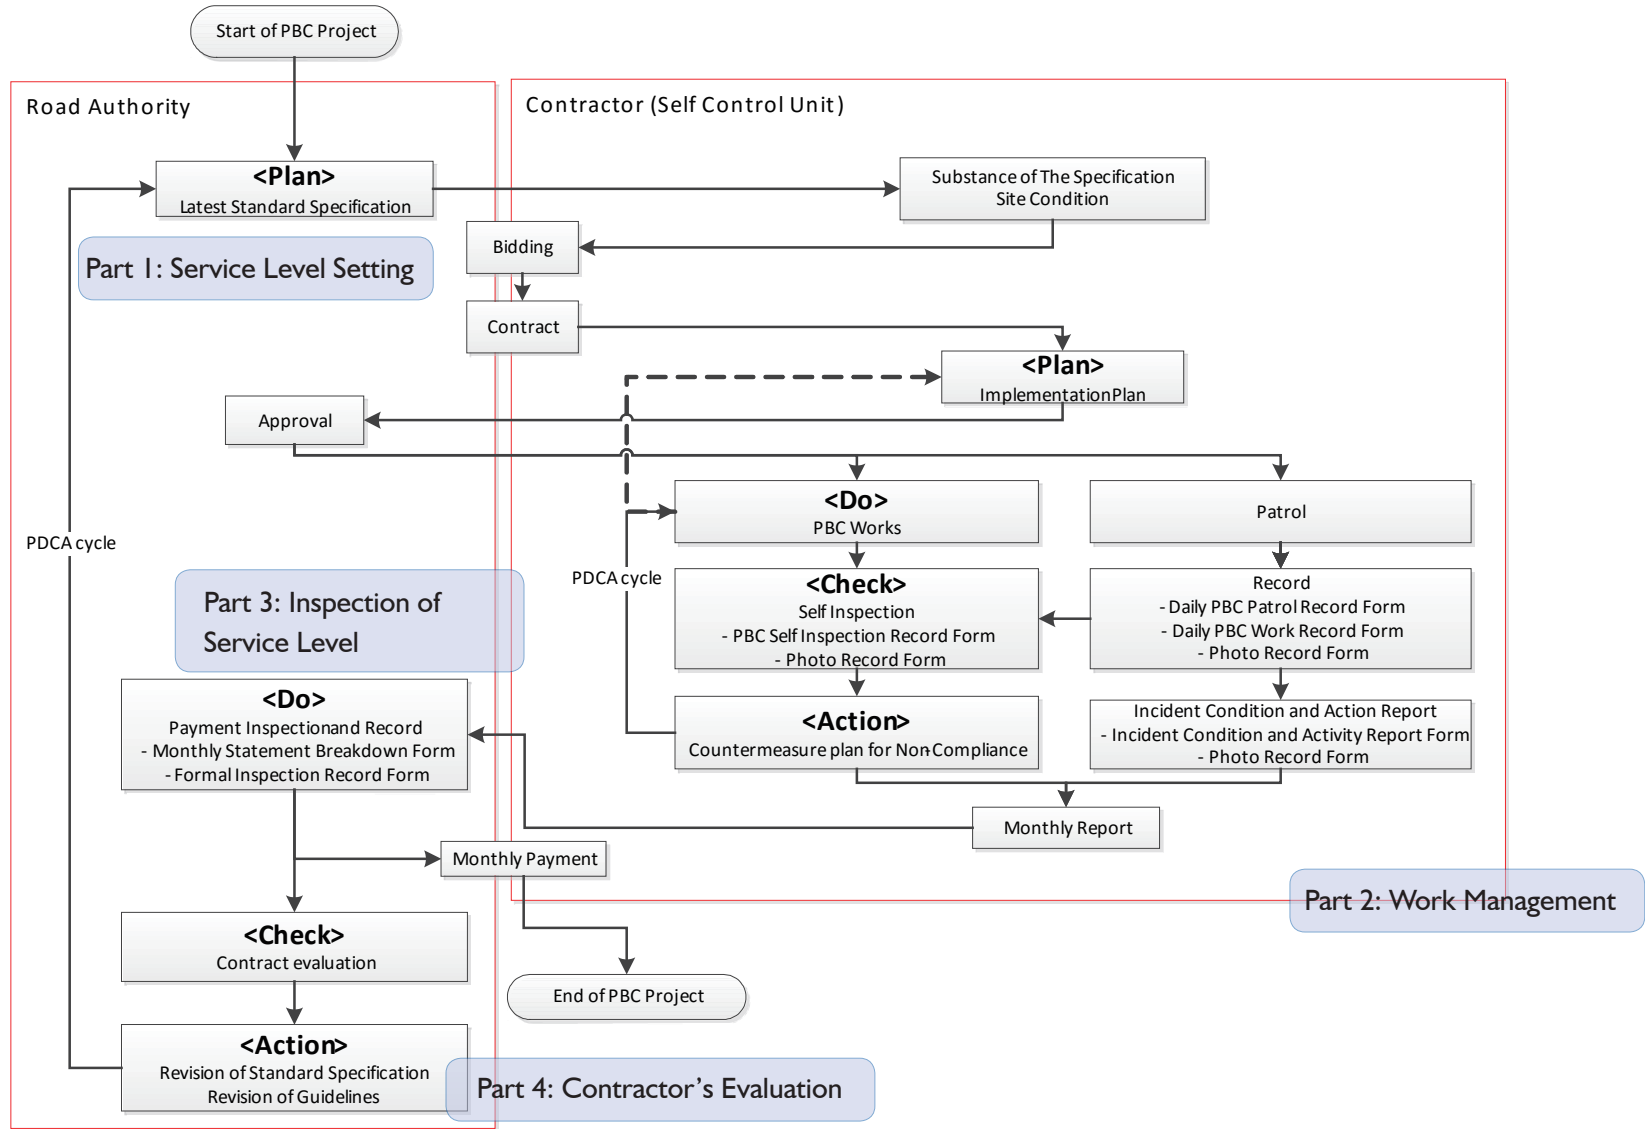 Start of PBC Project
Road Authority
Contractor (Self Control Unit)
<Plan>
Latest Standard Specification
Substance of The Specification
Site Condition
Part 1: Service Level Setting
Bidding
Contract
<Plan>
ImplementationPlan
Approval
<Do>
PBC Works
Patrol
PDCA cycle
PDCA cycle
<Check>
Self Inspection
- PBC Self Inspection Record Form
- Photo Record Form
Record
- Daily PBC Patrol Record Form
- Daily PBC Work Record Form
- Photo Record Form
Part 3: Inspection of
Service Level
<Do>
Payment Inspectionand Record
- Monthly Statement Breakdown Form
- Formal Inspection Record Form
<Action>
Countermeasure plan for Non-Compliance
Incident Condition and Action Report
- Incident Condition and Activity Report Form
- Photo Record Form
Monthly Report
Monthly Payment
Part 2: Work Management
<Check>
Contract evaluation
End of PBC Project
<Action>
Revision of Standard Specification
Revision of Guidelines
Part 4: Contractor’s Evaluation